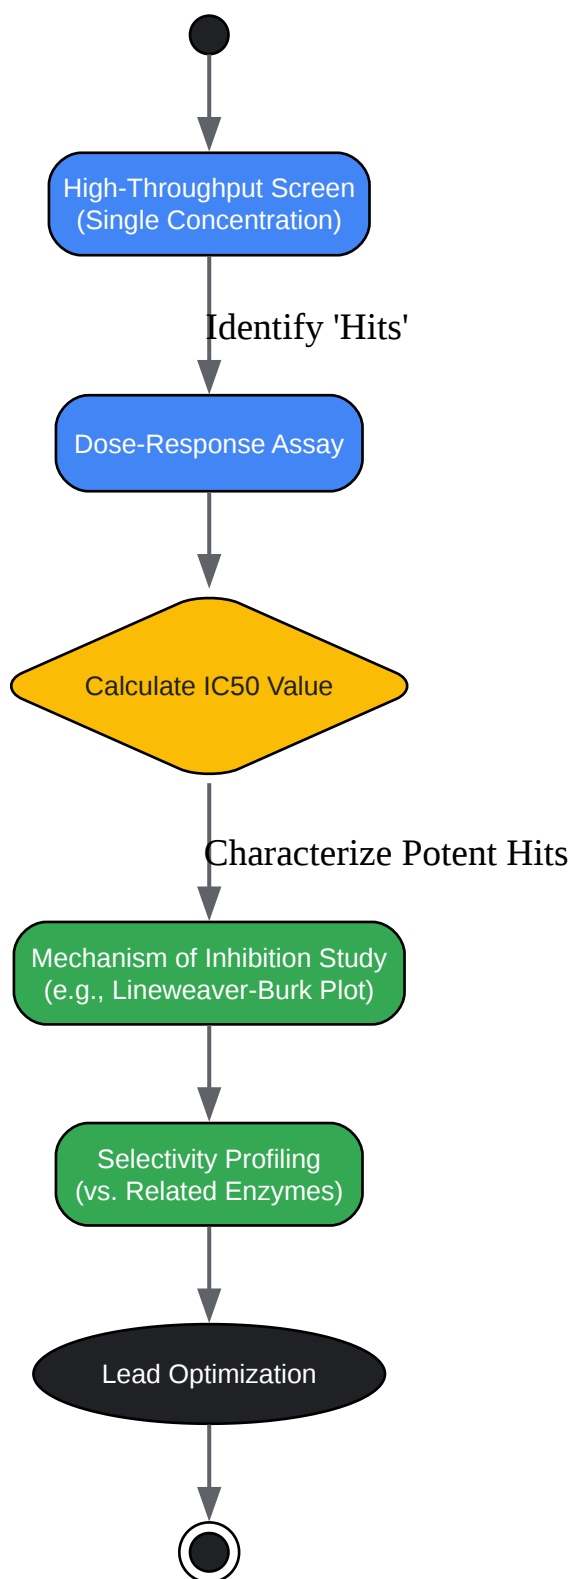 High-Throughput Screen
(Single Concentration)
Identify 'Hits'
Dose-Response Assay
Calculate IC50 Value
Characterize Potent Hits
Mechanism of Inhibition Study
(e.g., Lineweaver-Burk Plot)
Selectivity Profiling
(vs. Related Enzymes)
Lead Optimization